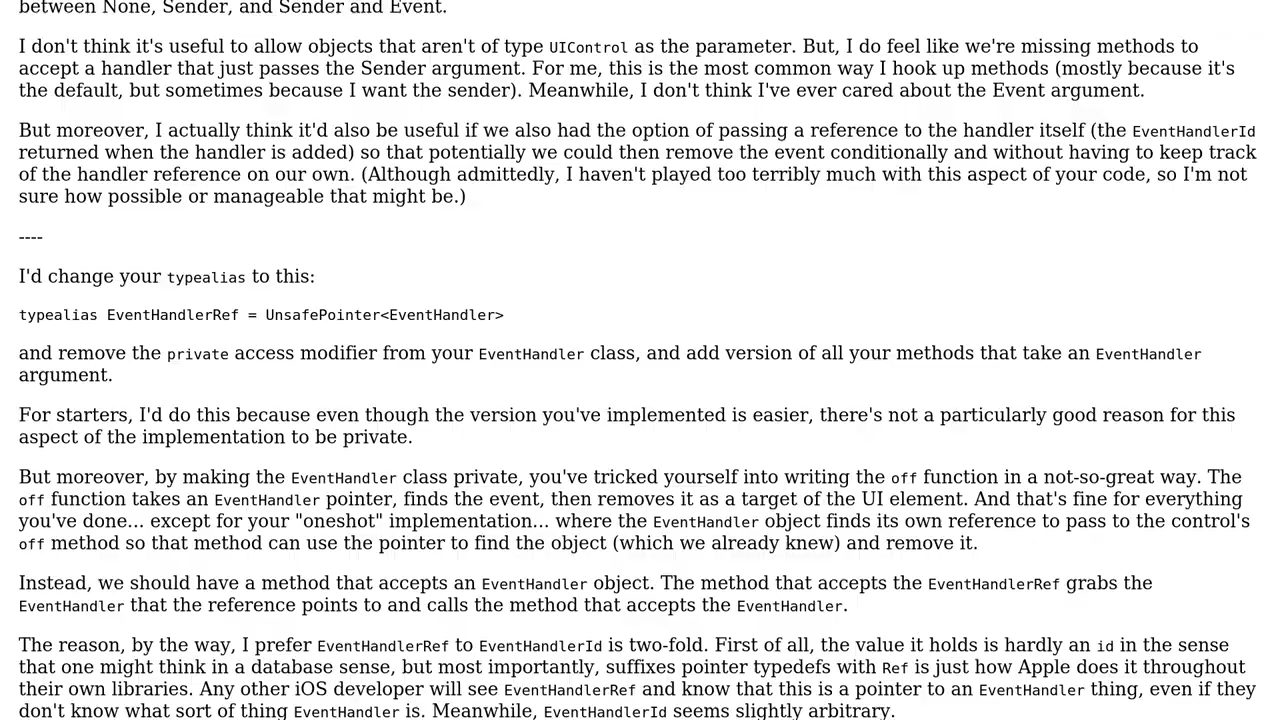 between None, Sender, and Sender and Event.
I don't think it's useful to allow objects that aren't of type UIControl as the parameter. But, I do feel like we're missing methods to
accept a handler that just passes the Sender argument. For me, this is the most common way I hook up methods (mostly because it's
the default, but sometimes because I want the sender). Meanwhile, I don't think I've ever cared about the Event argument.
But moreover, I actually think it'd also be useful if we also had the option of passing a reference to the handler itself (the EventHandlerId
returned when the handler is added) so that potentially we could then remove the event conditionally and without having to keep track
of the handler reference on our own. (Although admittedly, I haven't played too terribly much with this aspect of your code, so I'm not
sure how possible or manageable that might be.)
----
I'd change your typealias to this:
typealias EventHandlerRef = UnsafePointer<EventHandler>
and remove the private access modifier from your EventHandler class, and add version of all your methods that take an EventHandler
argument.
For starters, I'd do this because even though the version you've implemented is easier, there's not a particularly good reason for this
aspect of the implementation to be private.
But moreover, by making the EventHandler class private, you've tricked yourself into writing the off function in a not-so-great way. The
off function takes an EventHandler pointer, finds the event, then removes it as a target of the UI element. And that's fine for everything
you've done... except for your "oneshot" implementation... where the EventHandler object finds its own reference to pass to the control's
off method so that method can use the pointer to find the object (which we already knew) and remove it.
Instead, we should have a method that accepts an EventHandler object. The method that accepts the EventHandlerRef grabs the
EventHandler that the reference points to and calls the method that accepts the EventHandler.
The reason, by the way, I prefer EventHandlerRef to EventHandlerId is two-fold. First of all, the value it holds is hardly an id in the sense
that one might think in a database sense, but most importantly, suffixes pointer typedefs with Ref is just how Apple does it throughout
their own libraries. Any other iOS developer will see EventHandlerRef and know that this is a pointer to an EventHandler thing, even if they
don't know what sort of thing EventHandler is. Meanwhile, EventHandlerId seems slightly arbitrary.